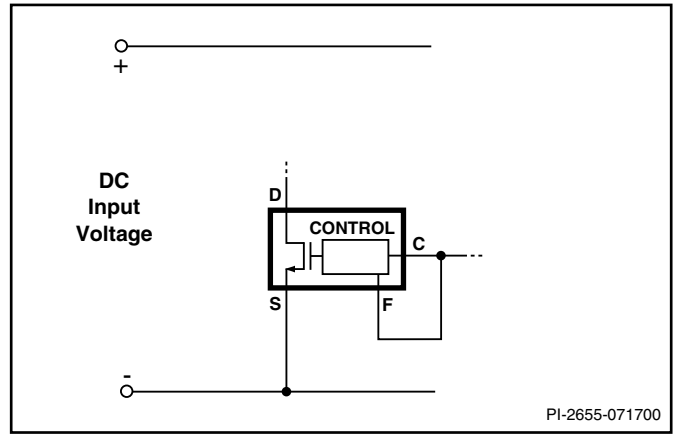 +
DC
Input
Voltage
D
CONTROL
C
S
F
-
PI-2655-071700